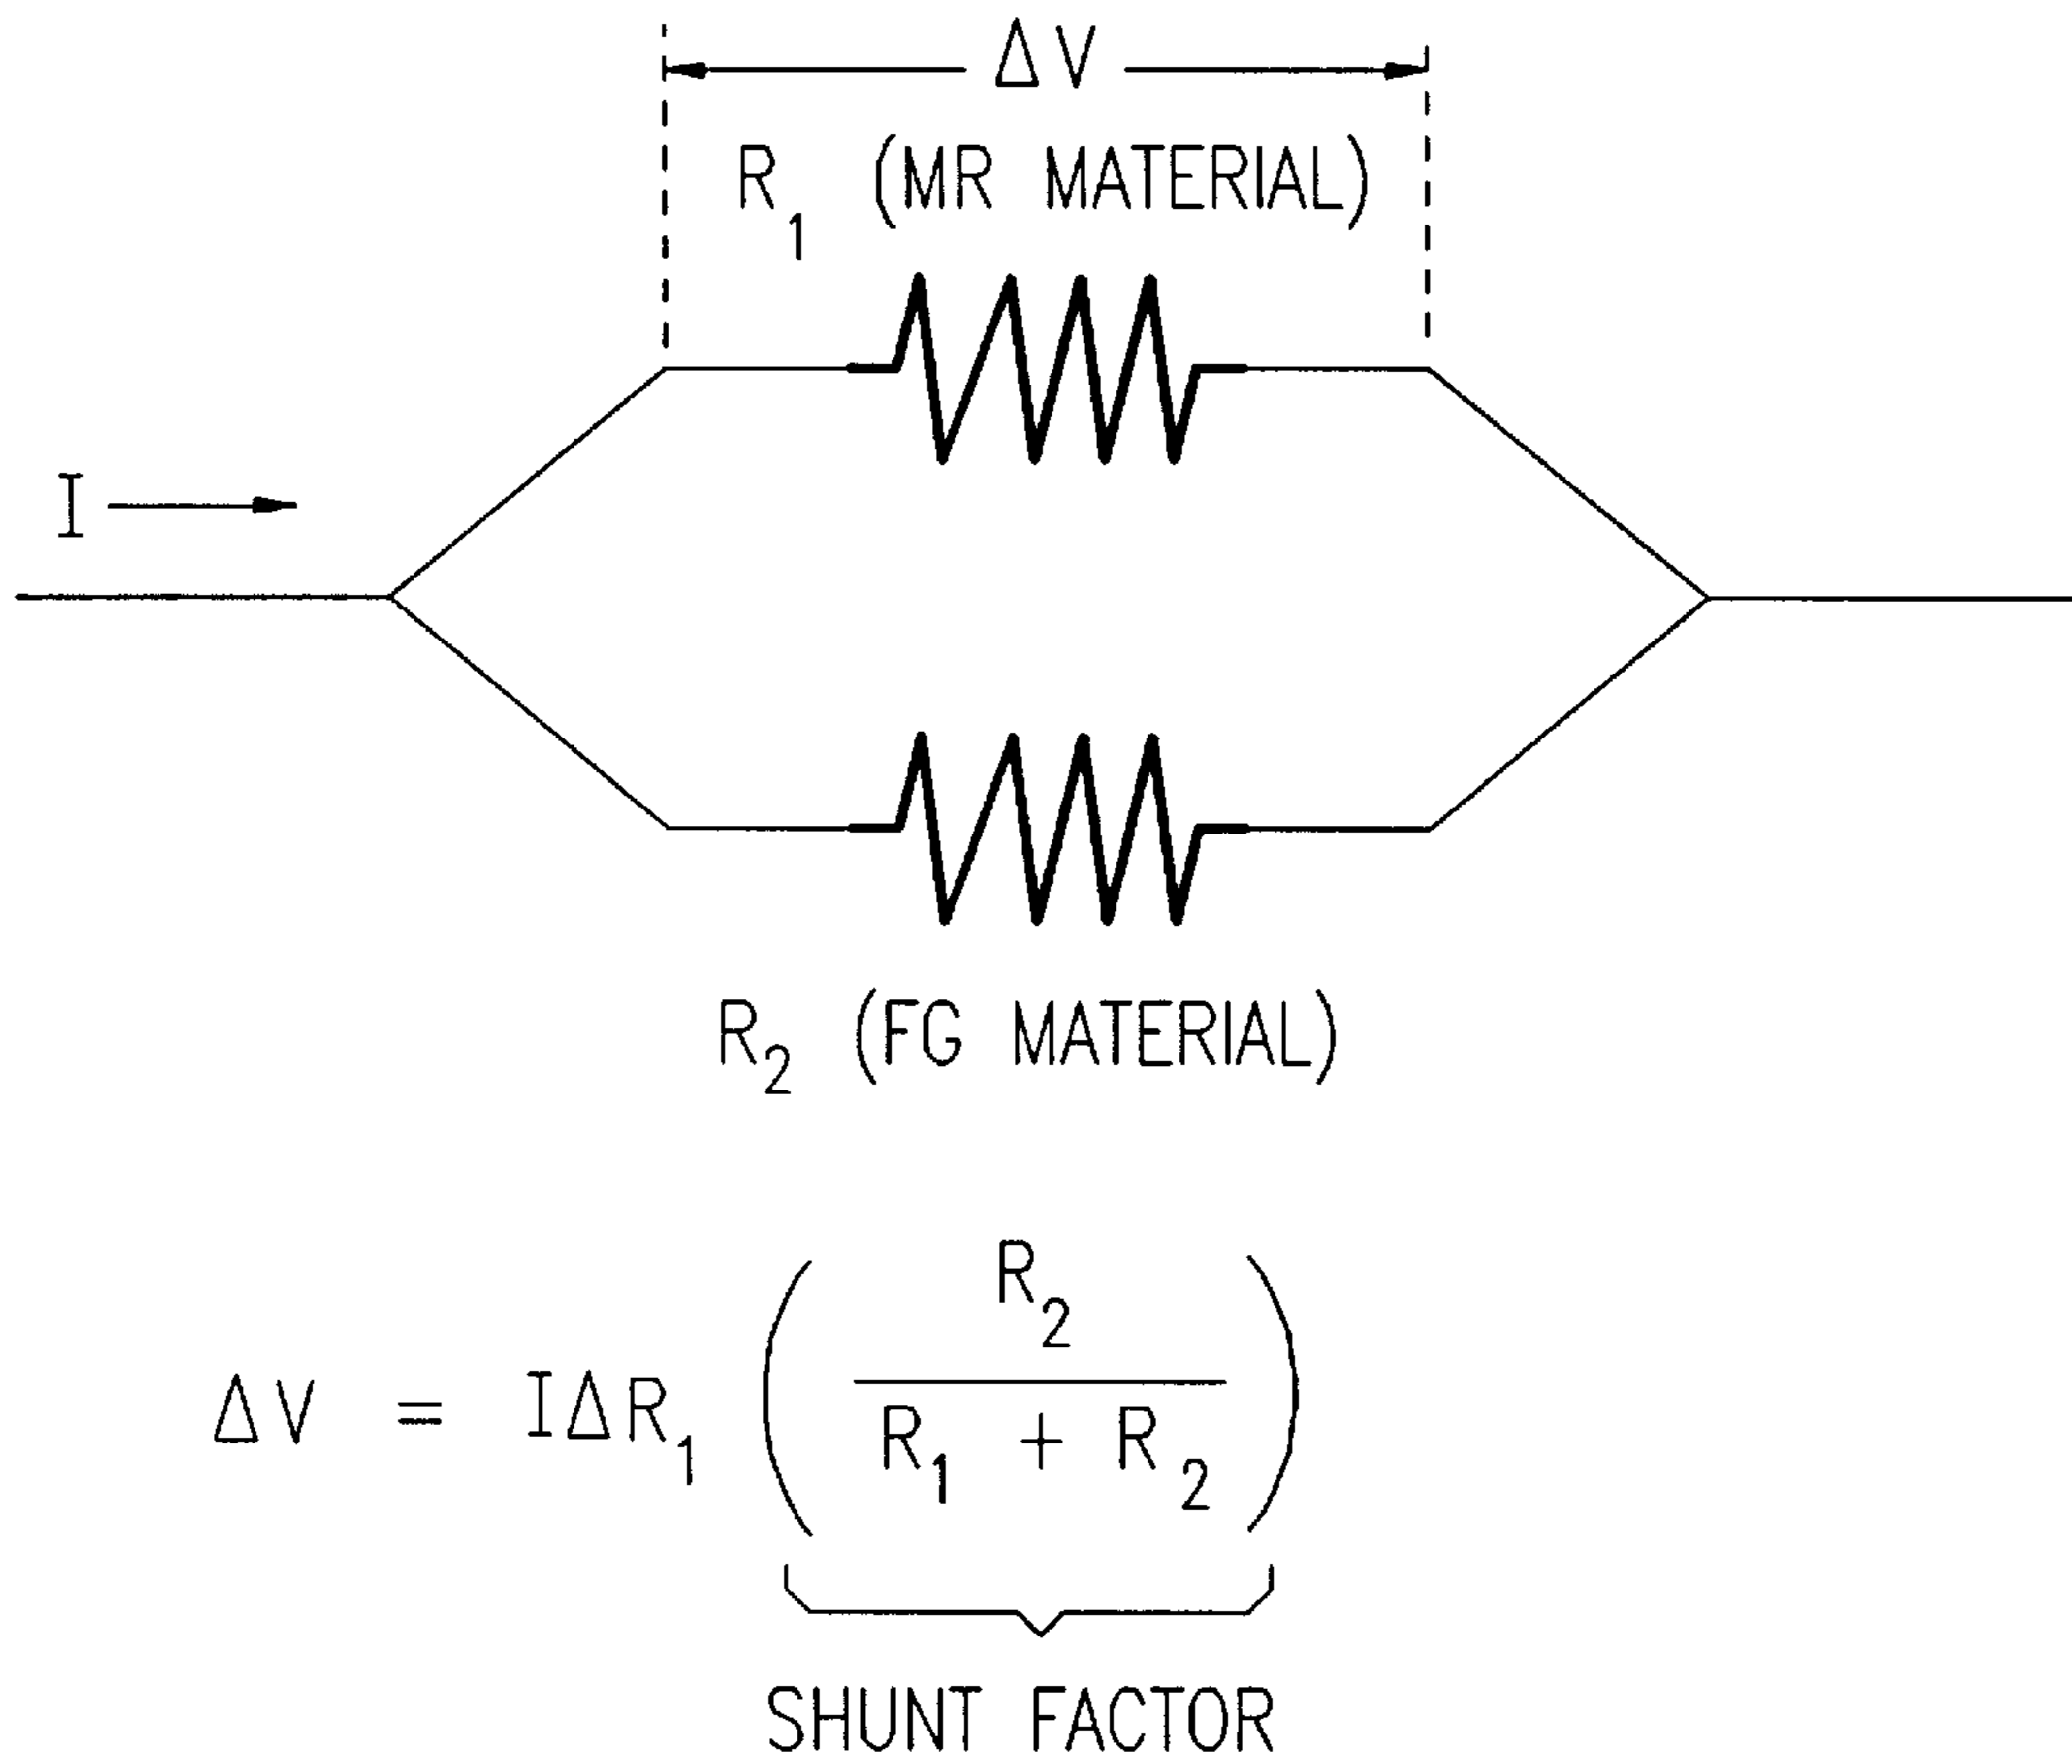 ΔV
R₁ (MR MATERIAL)
I
R₂ (FG MATERIAL)
ΔV = IΔR₁ (R₂ / (R₁ + R₂))
SHUNT FACTOR